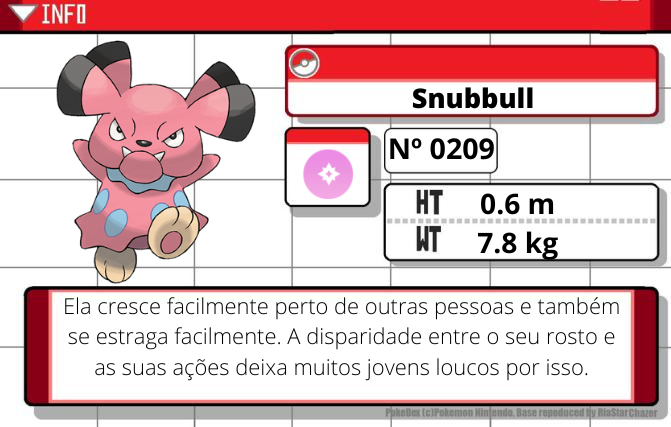 INFO
Snubbull
Nº 0209
HT 0.6 m
WT 7.8 kg
Ela cresce facilmente perto de outras pessoas e também
se estraga facilmente. A disparidade entre o seu rosto e
as suas ações deixa muitos jovens loucos por isso.
PokeDex (c)Pokemon Nintendo. Base reproduced by RiaStarChazer